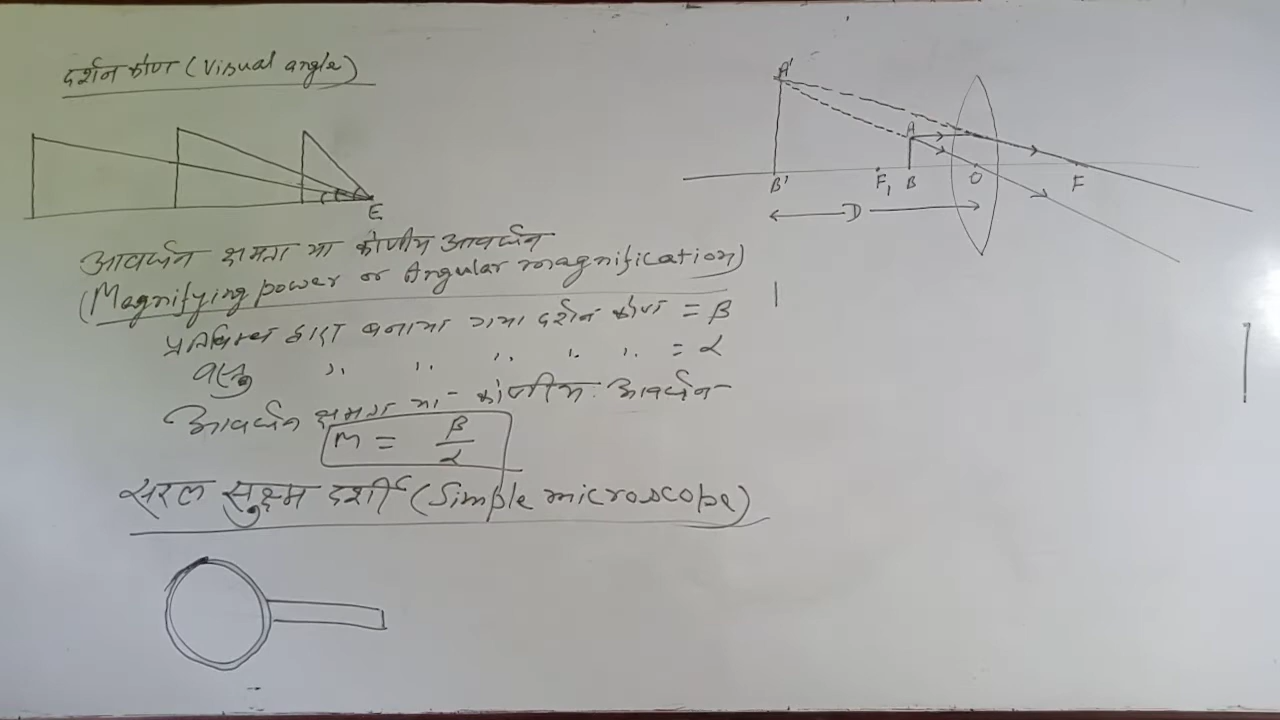 दर्शन कोण (Visual angle)
E
आवर्धन क्षमता या कोणीय आवर्धन
(Magnifying power or Angular magnification)
प्रतिबिम्ब द्वारा बनाया गया दर्शन कोण = β
वस्तु ,, ,, ,, ,, ,, = α
आवर्धन क्षमता या कोणीय आवर्धन
M = β/α
सरल सुक्ष्म दर्शी (Simple microscope)
A'
A
B' F₁ B O F
D